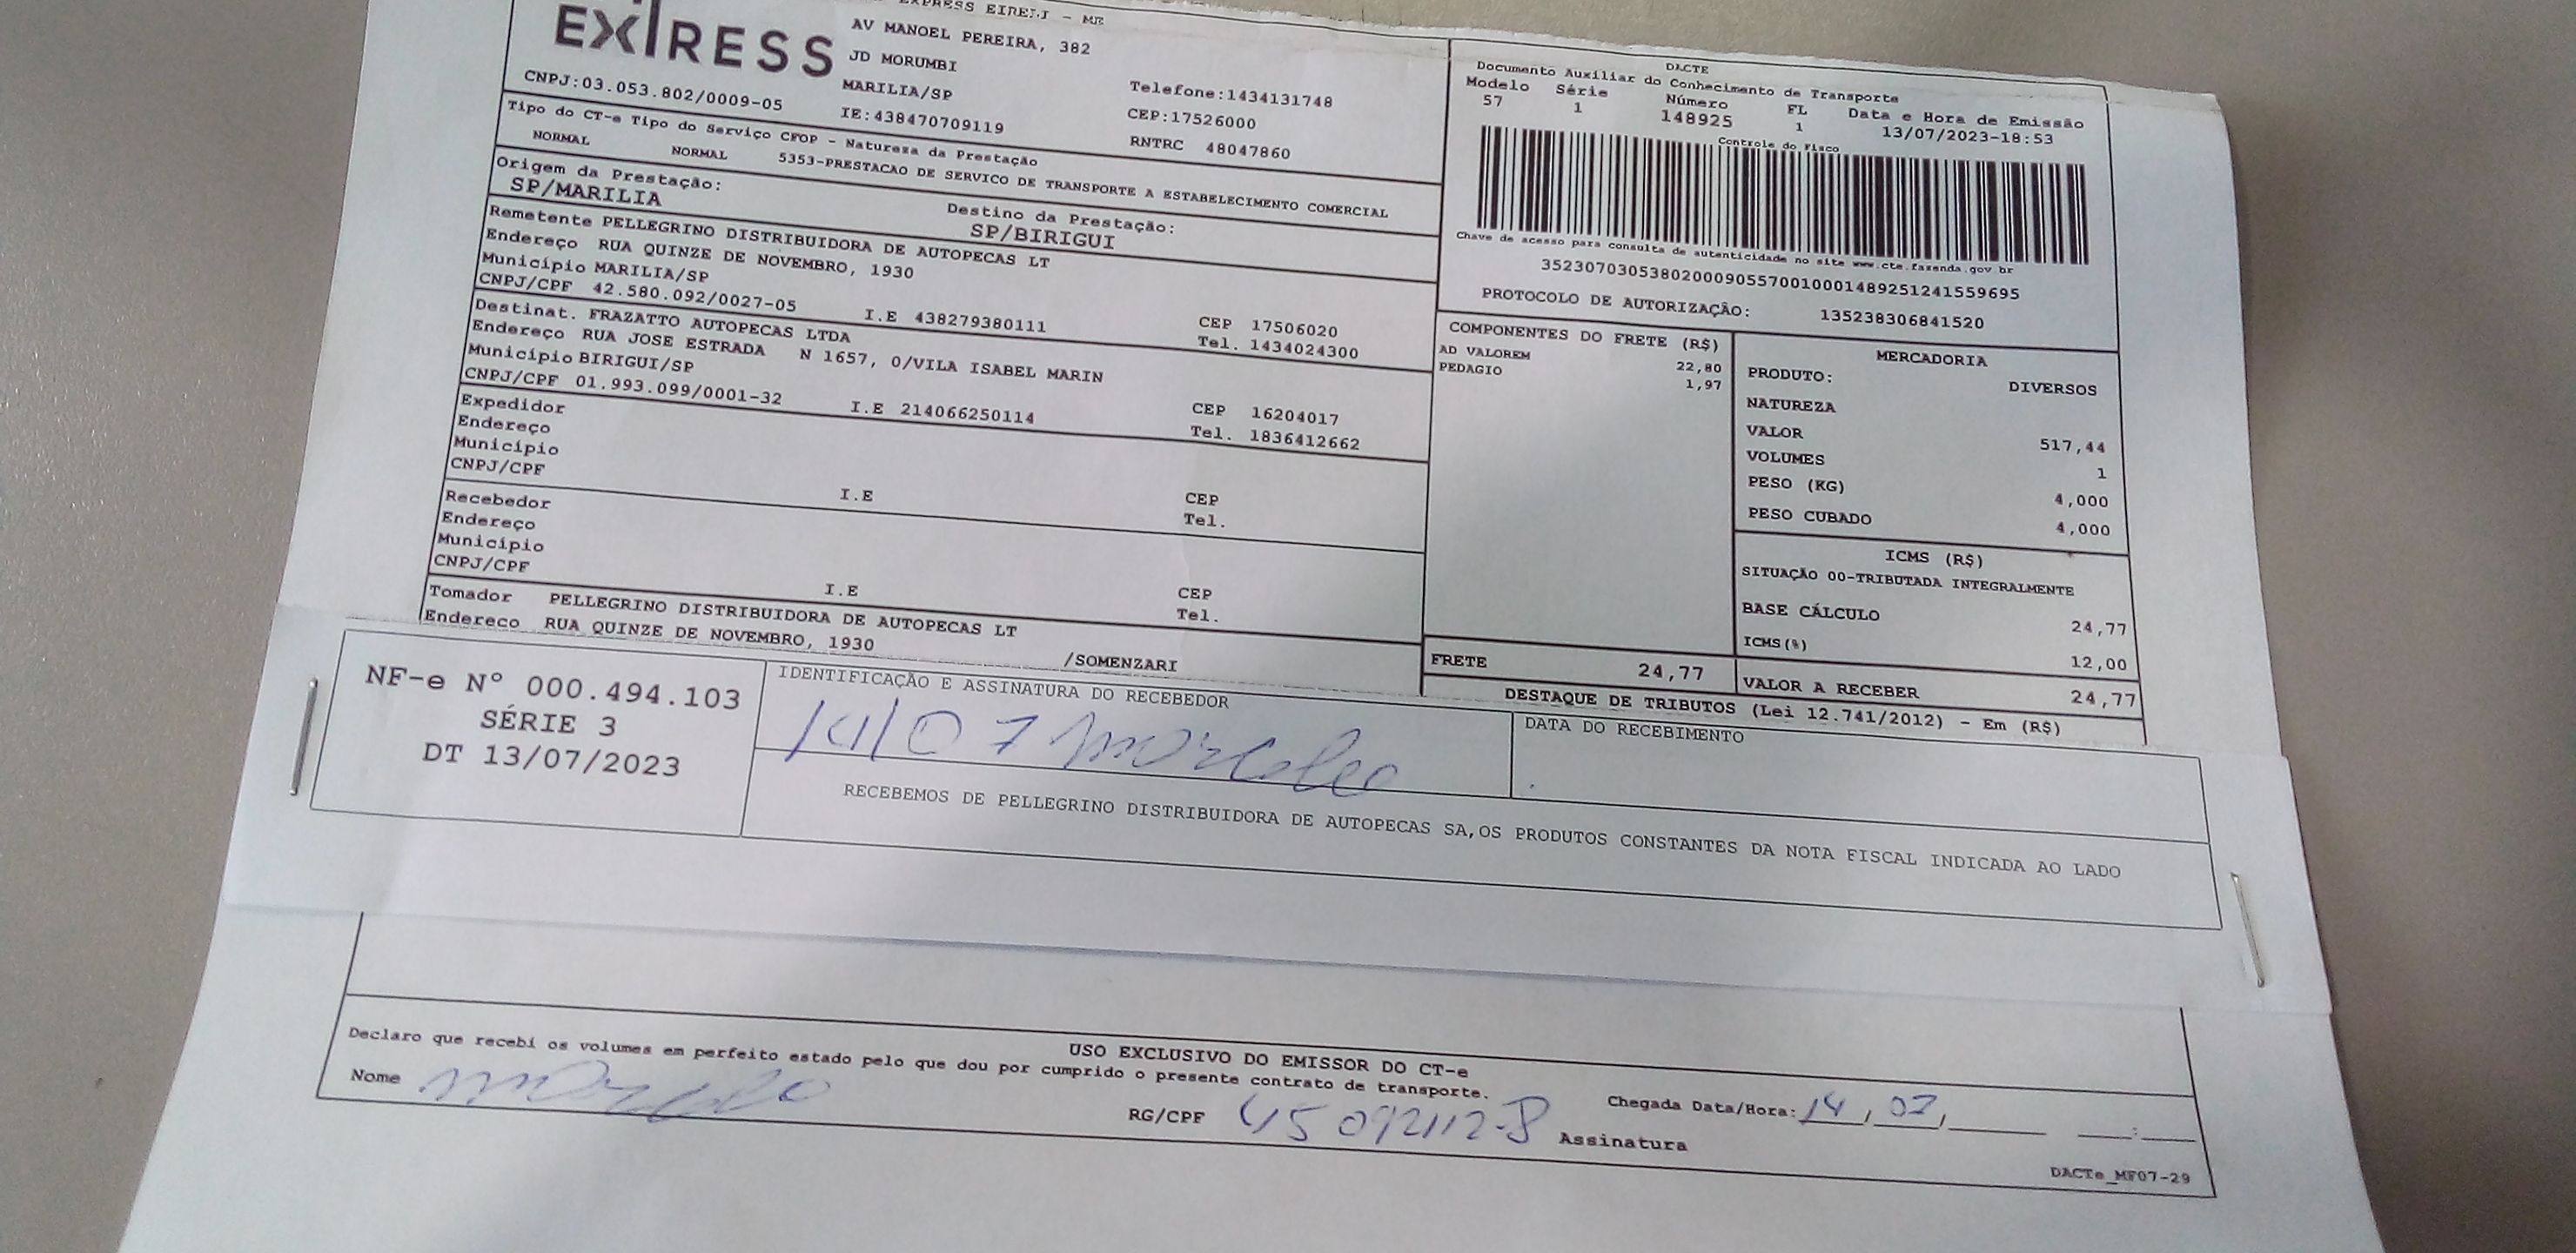 EXPRESS EIRELI - ME
EXTRESS
AV MANOEL PEREIRA, 382
JD MORUMBI
MARILIA/SP
CNPJ:03.053.802/0009-05
IE:438470709119
Telefone:1434131748
CEP:17526000
RNTRC 48047860
Tipo do CT-e Tipo do Serviço CFOP - Natureza da Prestação
NORMAL NORMAL 5353-PRESTACAO DE SERVICO DE TRANSPORTE A ESTABELECIMENTO COMERCIAL
Origem da Prestação:
SP/MARILIA
Destino da Prestação:
SP/BIRIGUI
Remetente PELLEGRINO DISTRIBUIDORA DE AUTOPECAS LT
Endereço RUA QUINZE DE NOVEMBRO, 1930
Município MARILIA/SP
CEP 17506020
CNPJ/CPF 42.580.092/0027-05 I.E 438279380111 Tel. 1434024300
Destinat. FRAZATTO AUTOPECAS LTDA
Endereço RUA JOSE ESTRADA N 1657, 0/VILA ISABEL MARIN
Município BIRIGUI/SP CEP 16204017
CNPJ/CPF 01.993.099/0001-32 I.E 214066250114 Tel. 1836412662
Expedidor
Endereço
Município CEP
CNPJ/CPF I.E Tel.
Recebedor
Endereço
Município CEP
CNPJ/CPF I.E Tel.
Tomador PELLEGRINO DISTRIBUIDORA DE AUTOPECAS LT
Endereco RUA QUINZE DE NOVEMBRO, 1930 /SOMENZARI
DACTE
Documento Auxiliar do Conhecimento de Transporte
Modelo Série Número FL Data e Hora de Emissão
57 1 148925 1 13/07/2023-18:53
Controle do Fisco
Chave de acesso para consulta de autenticidade no site www.cte.fazenda.gov.br
35230703053802000905570010001489251241559695
PROTOCOLO DE AUTORIZAÇÃO: 135238306841520
COMPONENTES DO FRETE (R$)
AD VALOREM 22,80
PEDAGIO 1,97
MERCADORIA
PRODUTO: DIVERSOS
NATUREZA
VALOR 517,44
VOLUMES 1
PESO (KG) 4,000
PESO CUBADO 4,000
ICMS (R$)
SITUAÇÃO 00-TRIBUTADA INTEGRALMENTE
BASE CÁLCULO 24,77
ICMS(%) 12,00
FRETE 24,77
VALOR A RECEBER 24,77
DESTAQUE DE TRIBUTOS (Lei 12.741/2012) - Em (R$)
NF-e Nº 000.494.103
SÉRIE 3
DT 13/07/2023
IDENTIFICAÇÃO E ASSINATURA DO RECEBEDOR
14/07
DATA DO RECEBIMENTO
RECEBEMOS DE PELLEGRINO DISTRIBUIDORA DE AUTOPECAS SA,OS PRODUTOS CONSTANTES DA NOTA FISCAL INDICADA AO LADO
USO EXCLUSIVO DO EMISSOR DO CT-e
Declaro que recebi os volumes em perfeito estado pelo que dou por cumprido o presente contrato de transporte.
Nome
RG/CPF
Assinatura
Chegada Data/Hora: 14, 07,
DACTe_MF07-29